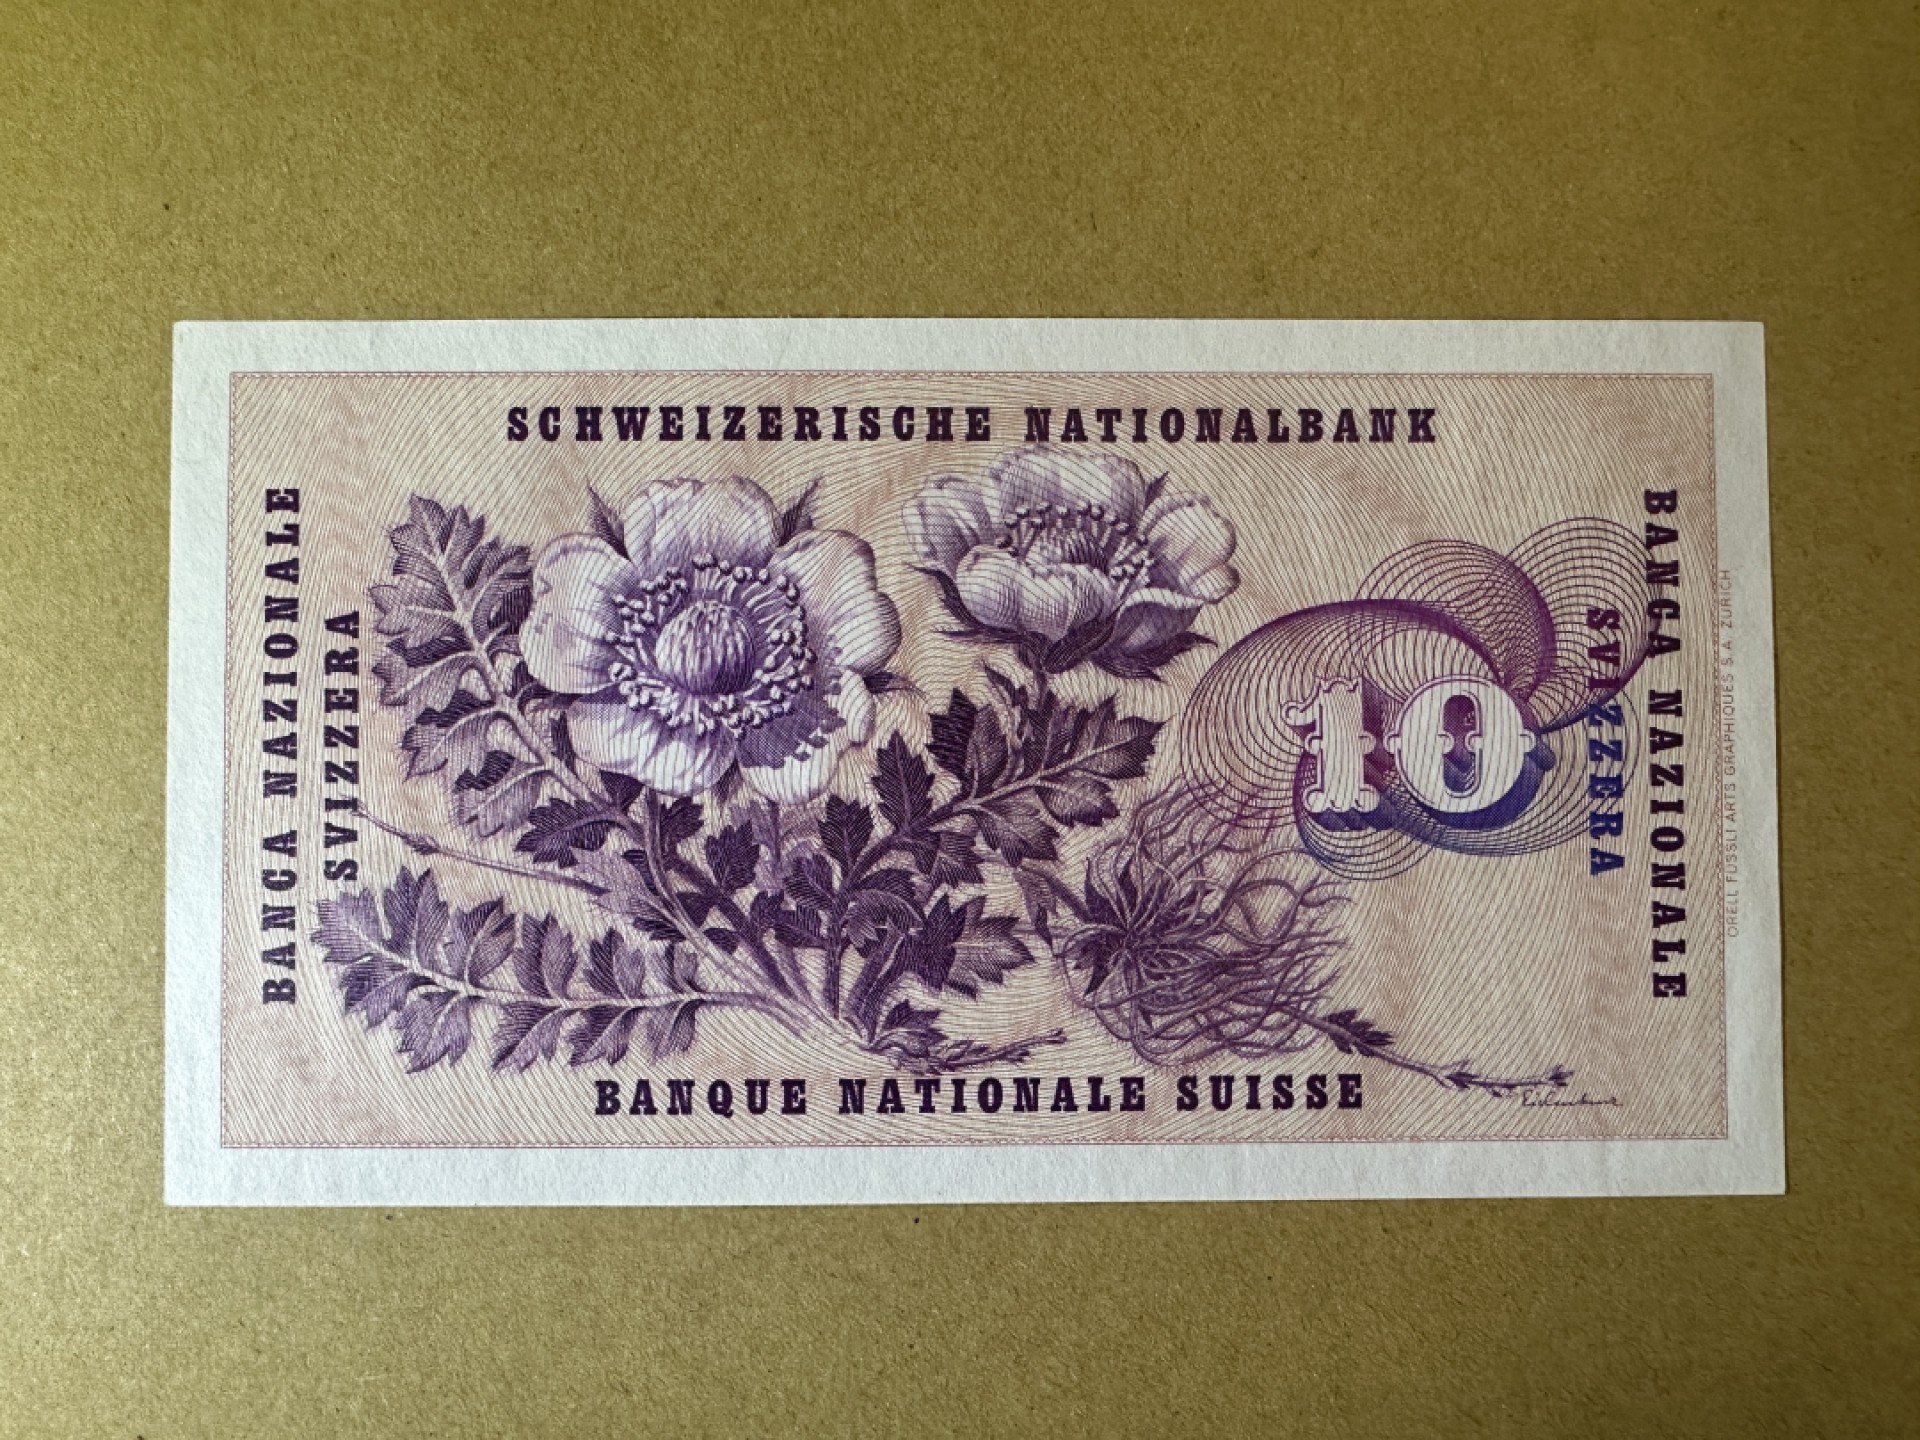 SCHWEIZERISCHE NATIONALBANK
BANCA NAZIONALE
SVIZZERA
10
BANCA NAZIONALE
SVIZZERA
ORELL FÜSSLI ARTS GRAPHIQUES S.A. ZURICH
BANQUE NATIONALE SUISSE